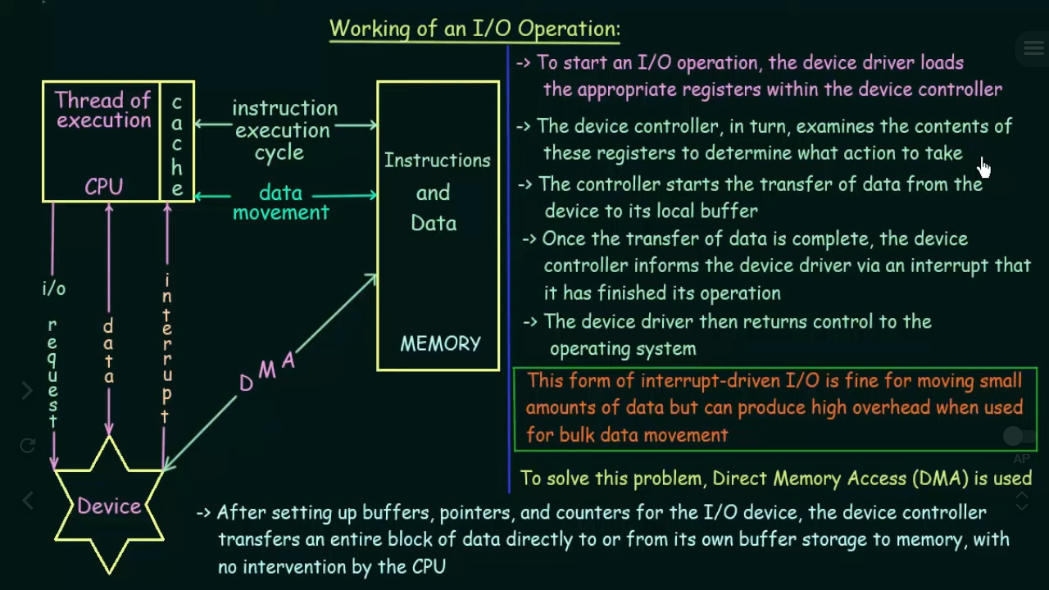 Working of an I/O Operation:
Thread of
execution
CPU
cache
instruction
execution
cycle
data
movement
Instructions
and
Data
MEMORY
i/o
request
data
interrupt
DMA
Device
-> To start an I/O operation, the device driver loads
the appropriate registers within the device controller
-> The device controller, in turn, examines the contents of
these registers to determine what action to take
-> The controller starts the transfer of data from the
device to its local buffer
-> Once the transfer of data is complete, the device
controller informs the device driver via an interrupt that
it has finished its operation
-> The device driver then returns control to the
operating system
This form of interrupt-driven I/O is fine for moving small
amounts of data but can produce high overhead when used
for bulk data movement
AP
To solve this problem, Direct Memory Access (DMA) is used
-> After setting up buffers, pointers, and counters for the I/O device, the device controller
transfers an entire block of data directly to or from its own buffer storage to memory, with
no intervention by the CPU